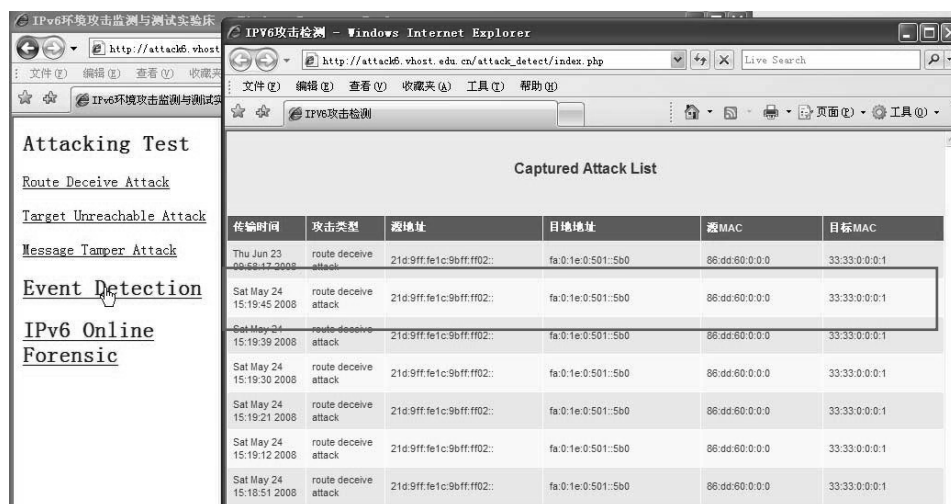 IPv6环境攻击监测与测试实验床
http://attack6.vhost
文件(F) 编辑(E) 查看(V) 收藏夹
IPv6环境攻击监测与测试实
Attacking Test
Route Deceive Attack
Target Unreachable Attack
Message Tamper Attack
Event Detection
IPv6 Online
Forensic
IPV6攻击检测 - Windows Internet Explorer
http://attack6.vhost.edu.cn/attack_detect/index.php
Live Search
文件(F) 编辑(E) 查看(V) 收藏夹(A) 工具(T) 帮助(H)
IPV6攻击检测
页面(P) 工具(O)
Captured Attack List
传输时间 攻击类型 源地址 目地地址 源MAC 目标MAC
Thu Jun 23 09:58:17 2008 route deceive attack 21d:9ff:fe1c:9bff:ff02:: fa:0:1e:0:501::5b0 86:dd:60:0:0:0 33:33:0:0:0:1
Sat May 24 15:19:45 2008 route deceive attack 21d:9ff:fe1c:9bff:ff02:: fa:0:1e:0:501::5b0 86:dd:60:0:0:0 33:33:0:0:0:1
Sat May 24 15:19:39 2008 route deceive attack 21d:9ff:fe1c:9bff:ff02:: fa:0:1e:0:501::5b0 86:dd:60:0:0:0 33:33:0:0:0:1
Sat May 24 15:19:30 2008 route deceive attack 21d:9ff:fe1c:9bff:ff02:: fa:0:1e:0:501::5b0 86:dd:60:0:0:0 33:33:0:0:0:1
Sat May 24 15:19:21 2008 route deceive attack 21d:9ff:fe1c:9bff:ff02:: fa:0:1e:0:501::5b0 86:dd:60:0:0:0 33:33:0:0:0:1
Sat May 24 15:19:12 2008 route deceive attack 21d:9ff:fe1c:9bff:ff02:: fa:0:1e:0:501::5b0 86:dd:60:0:0:0 33:33:0:0:0:1
Sat May 24 15:18:51 2008 route deceive attack 21d:9ff:fe1c:9bff:ff02:: fa:0:1e:0:501::5b0 86:dd:60:0:0:0 33:33:0:0:0:1